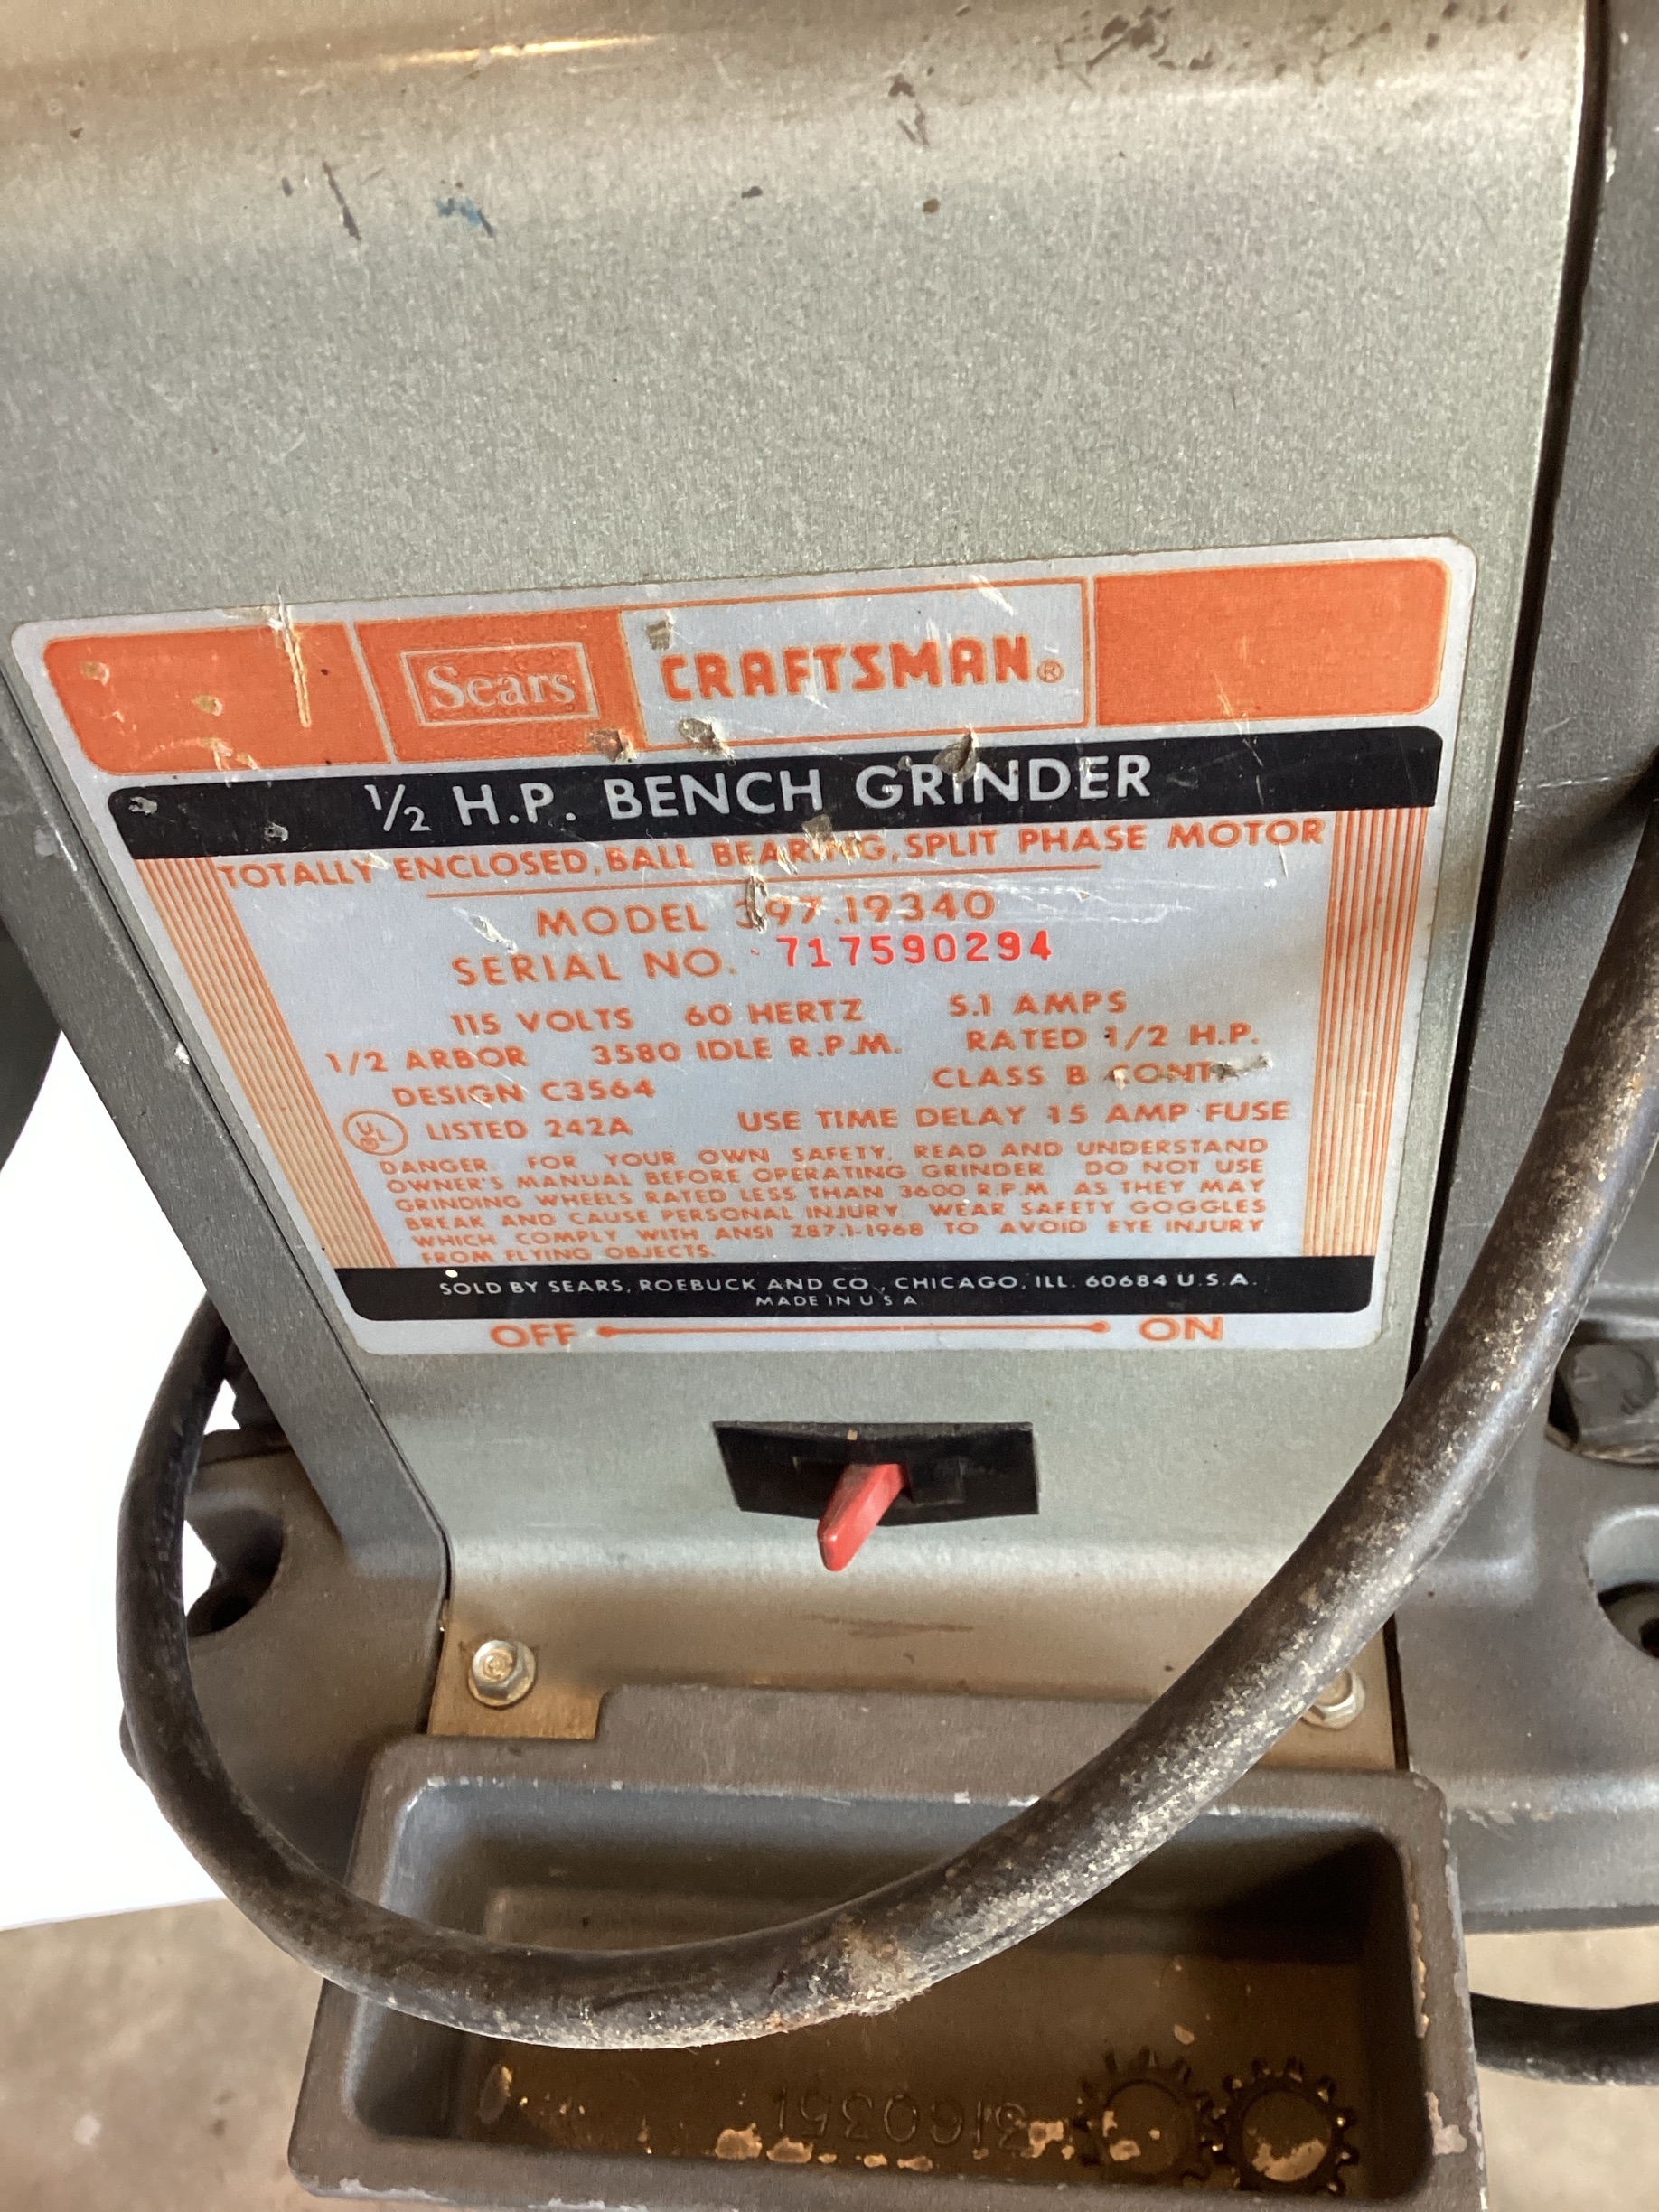 Sears CRAFTSMAN®
1/2 H.P. BENCH GRINDER
TOTALLY ENCLOSED, BALL BEARING, SPLIT PHASE MOTOR
MODEL 397.19340
SERIAL NO. 717590294
115 VOLTS 60 HERTZ 5.1 AMPS
1/2 ARBOR 3580 IDLE R.P.M. RATED 1/2 H.P.
DESIGN C3564 CLASS B
UL LISTED 242A USE TIME DELAY 15 AMP FUSE
DANGER. FOR YOUR OWN SAFETY, READ AND UNDERSTAND
OWNER'S MANUAL BEFORE OPERATING GRINDER DO NOT USE
GRINDING WHEELS RATED LESS THAN 3600 R.P.M. AS THEY MAY
BREAK AND CAUSE PERSONAL INJURY. WEAR SAFETY GOGGLES
WHICH COMPLY WITH ANSI Z87.1-1968 TO AVOID EYE INJURY
FROM FLYING OBJECTS.
SOLD BY SEARS, ROEBUCK AND CO., CHICAGO, ILL. 60684 U.S.A.
MADE IN U S A
OFF ON